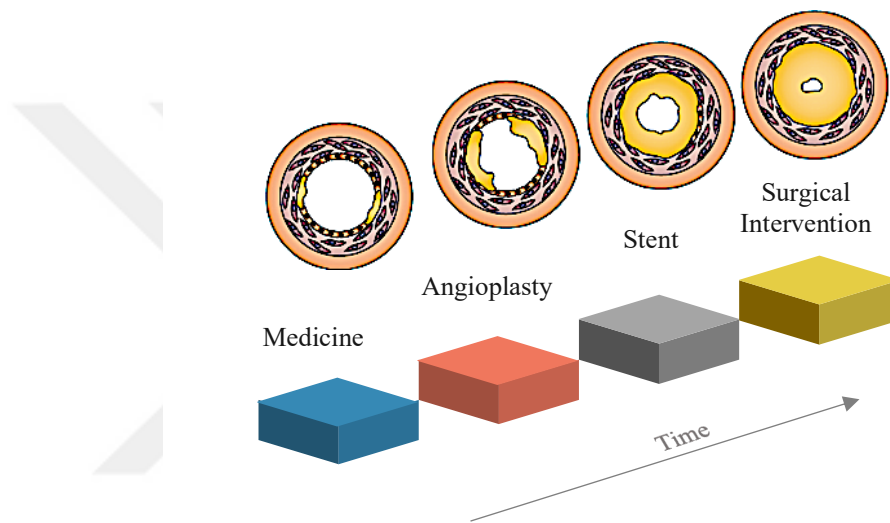 Surgical
Intervention
Stent
Angioplasty
Medicine
Time